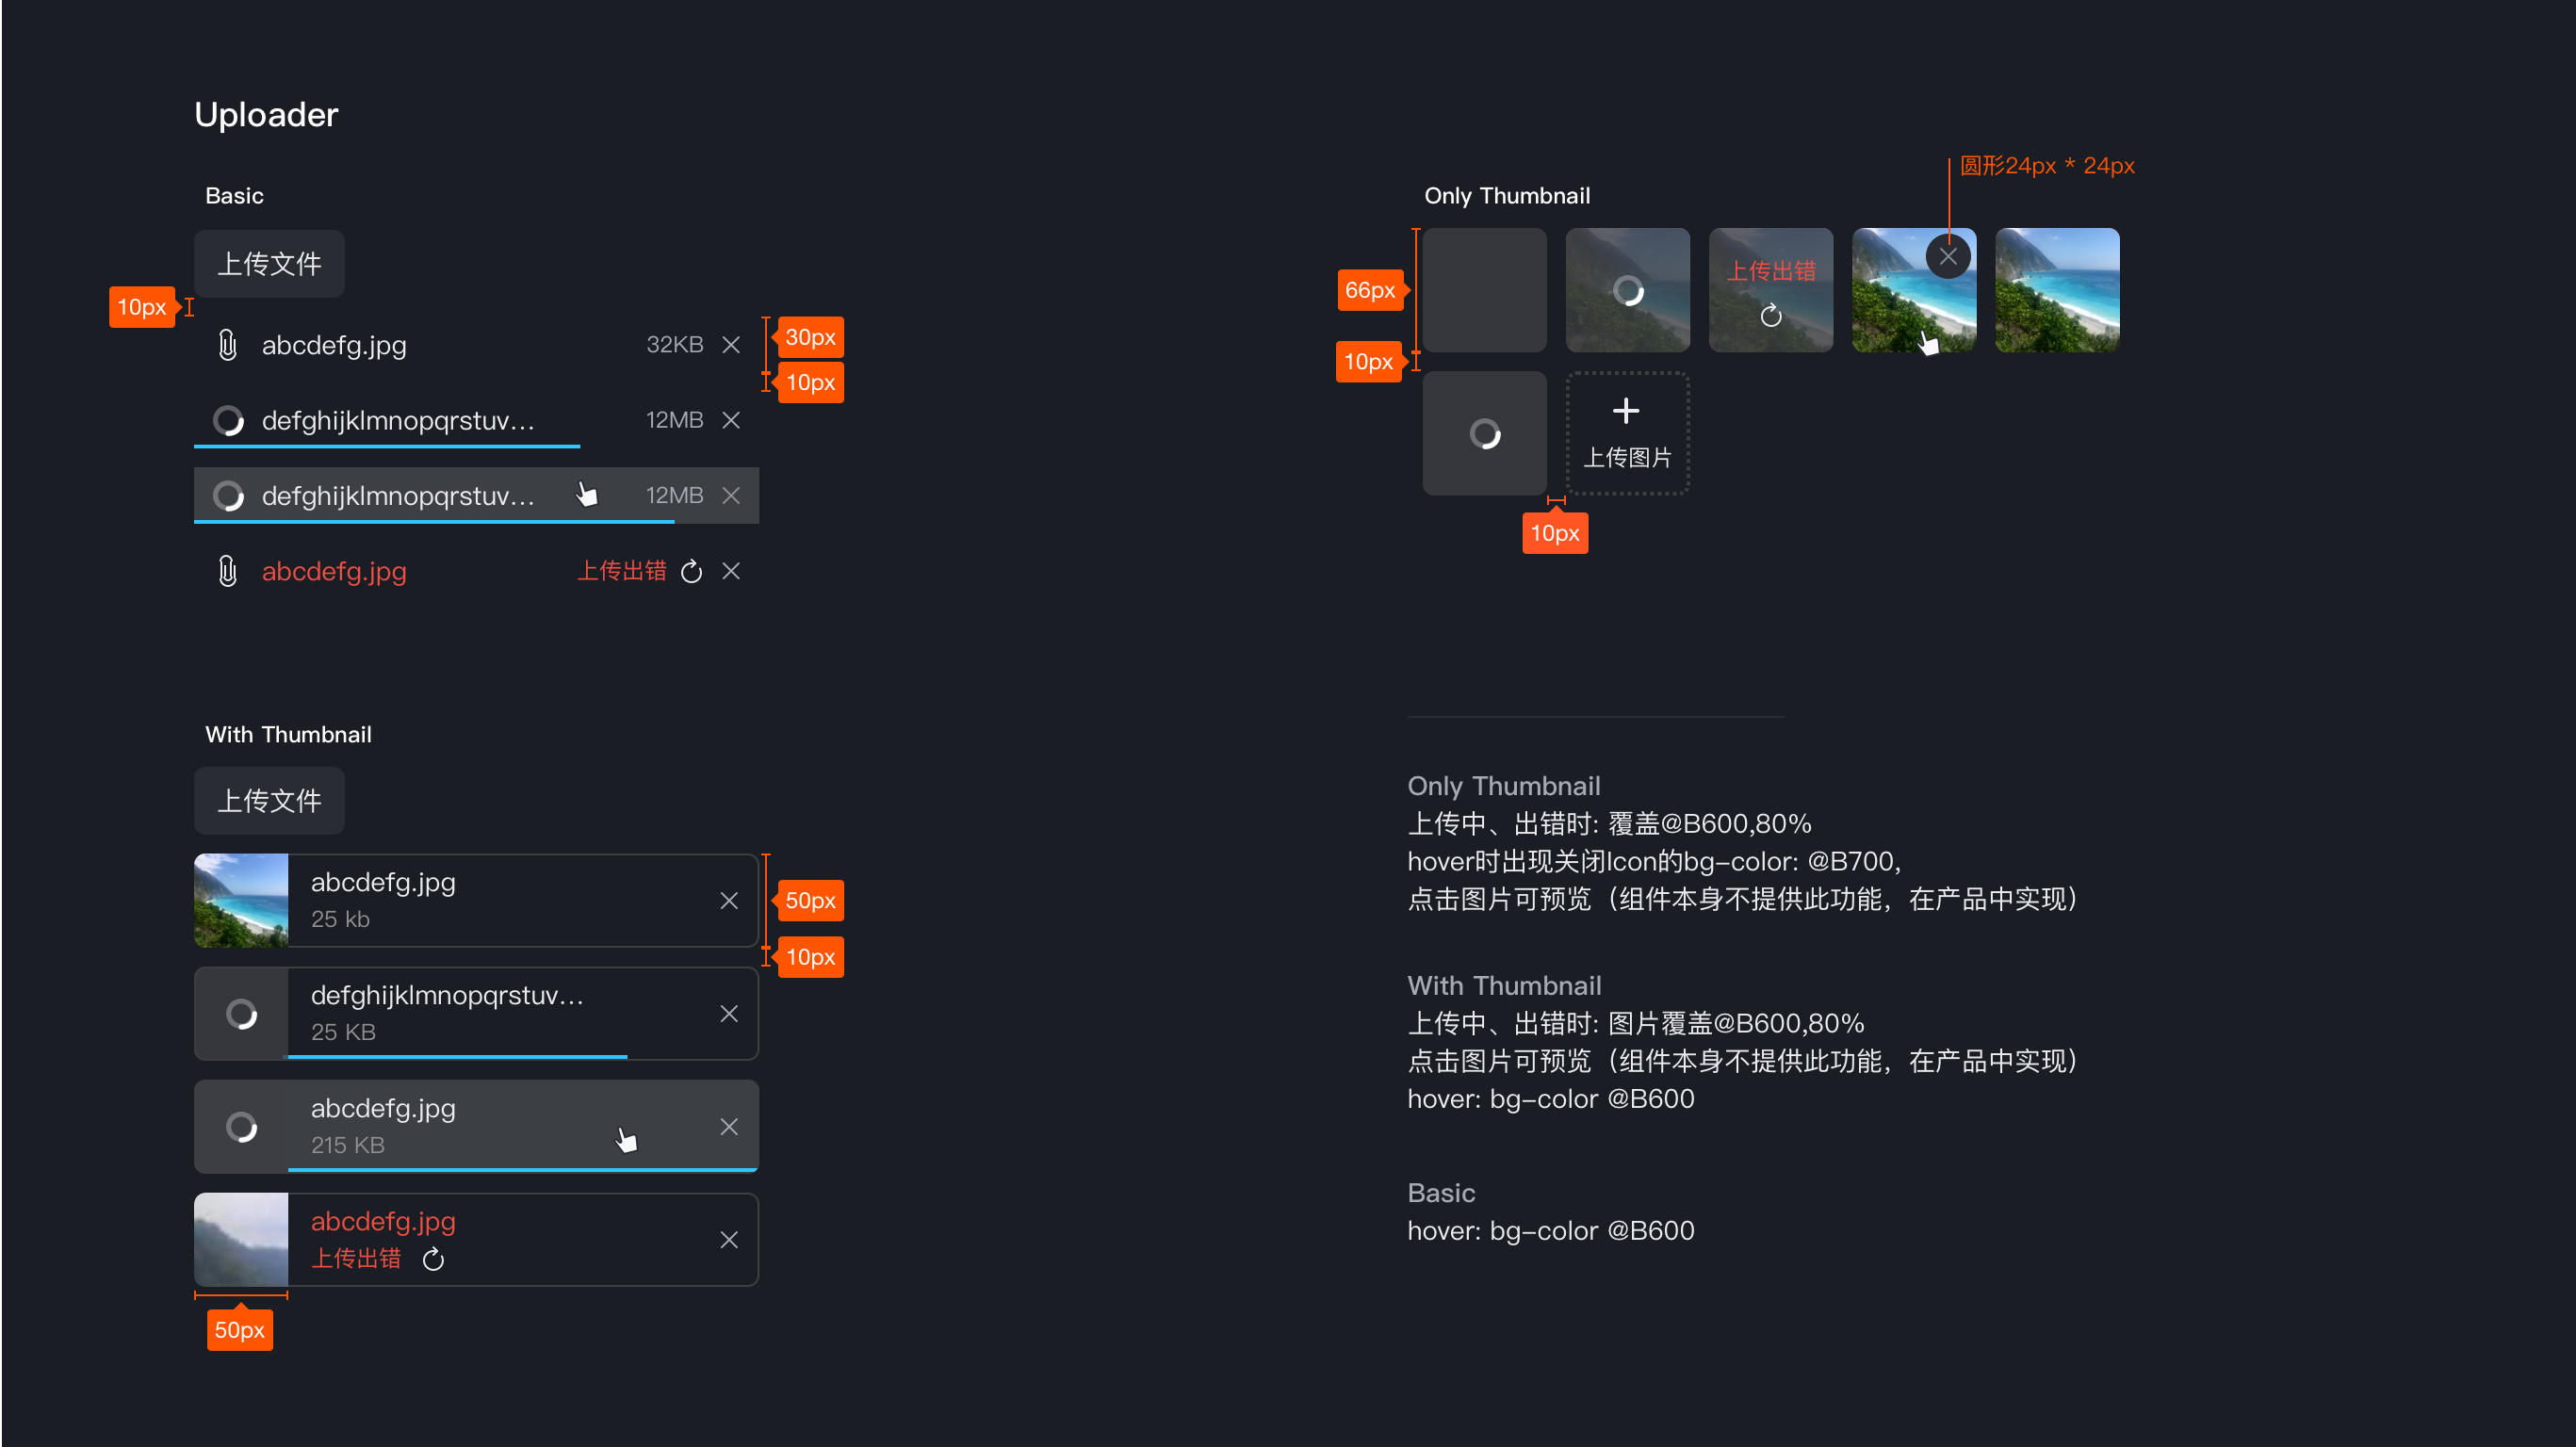 Uploader
Basic
上传文件
10px
abcdefg.jpg
32KB
30px
10px
defghijklmnopqrstuv...
12MB
defghijklmnopqrstuv...
12MB
abcdefg.jpg
上传出错
With Thumbnail
上传文件
abcdefg.jpg
25 kb
50px
10px
defghijklmnopqrstuv...
25 KB
abcdefg.jpg
215 KB
abcdefg.jpg
上传出错
50px
圆形24px * 24px
Only Thumbnail
66px
上传出错
10px
上传图片
10px
Only Thumbnail
上传中、出错时: 覆盖@B600,80%
hover时出现关闭Icon的bg-color: @B700,
点击图片可预览（组件本身不提供此功能，在产品中实现）
With Thumbnail
上传中、出错时: 图片覆盖@B600,80%
点击图片可预览（组件本身不提供此功能，在产品中实现）
hover: bg-color @B600
Basic
hover: bg-color @B600